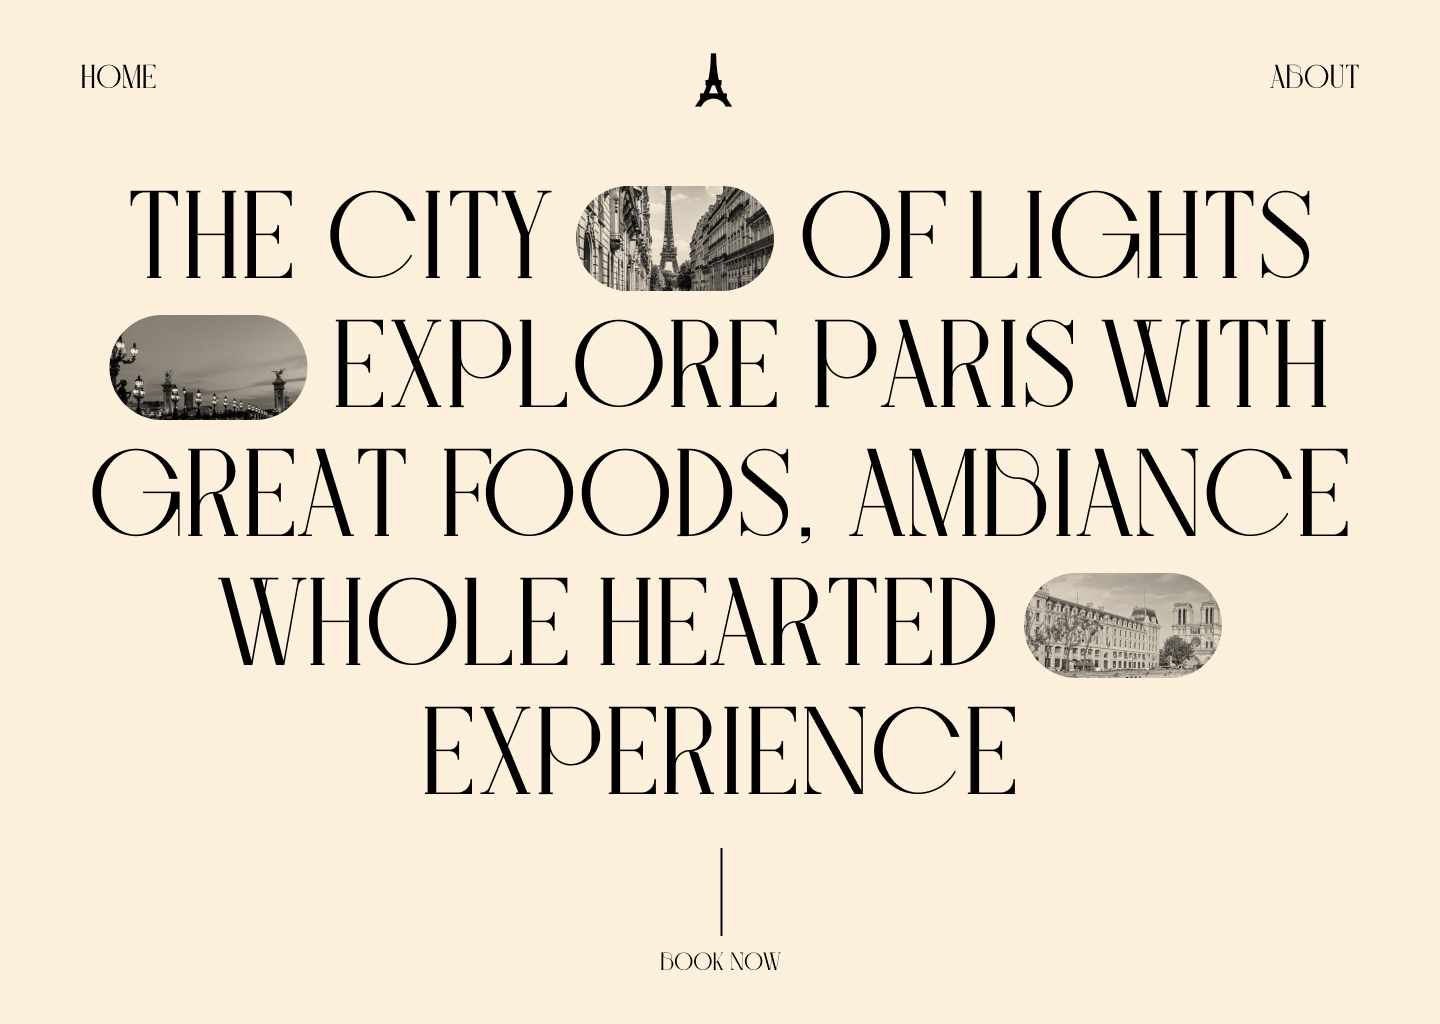 HOME
ABOUT
THE CITY OF LIGHTS
EXPLORE PARIS WITH
GREAT FOODS, AMBIANCE
WHOLE HEARTED
EXPERIENCE
BOOK NOW